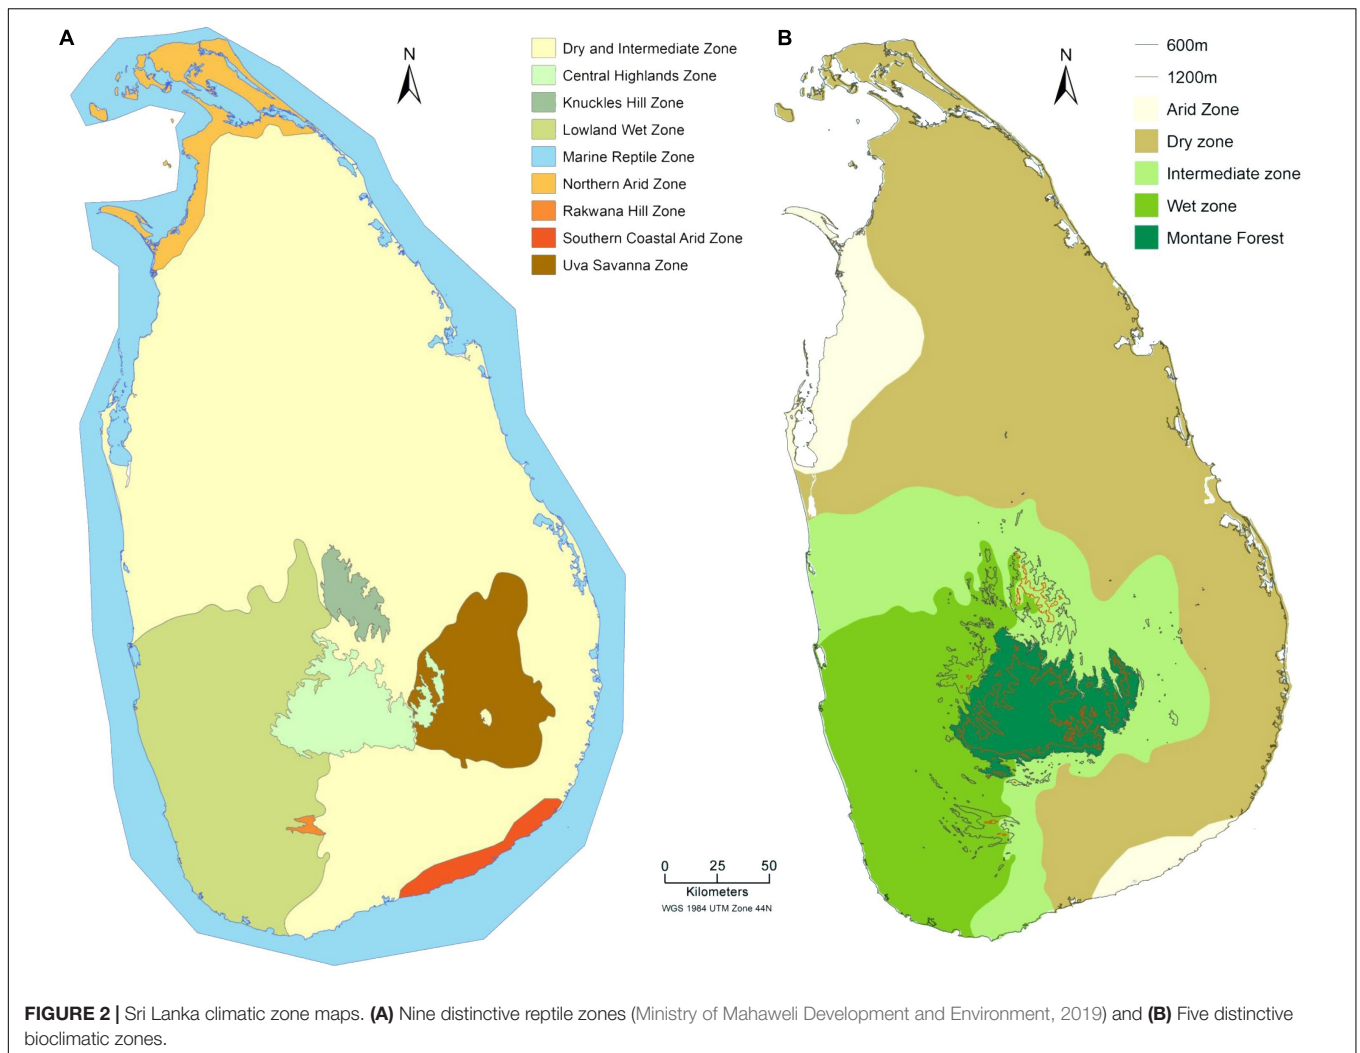 A
N
Dry and Intermediate Zone
Central Highlands Zone
Knuckles Hill Zone
Lowland Wet Zone
Marine Reptile Zone
Northern Arid Zone
Rakwana Hill Zone
Southern Coastal Arid Zone
Uva Savanna Zone
B
N
600m
1200m
Arid Zone
Dry zone
Intermediate zone
Wet zone
Montane Forest
0 25 50
Kilometers
WGS 1984 UTM Zone 44N
FIGURE 2 | Sri Lanka climatic zone maps. (A) Nine distinctive reptile zones (Ministry of Mahaweli Development and Environment, 2019) and (B) Five distinctive
bioclimatic zones.